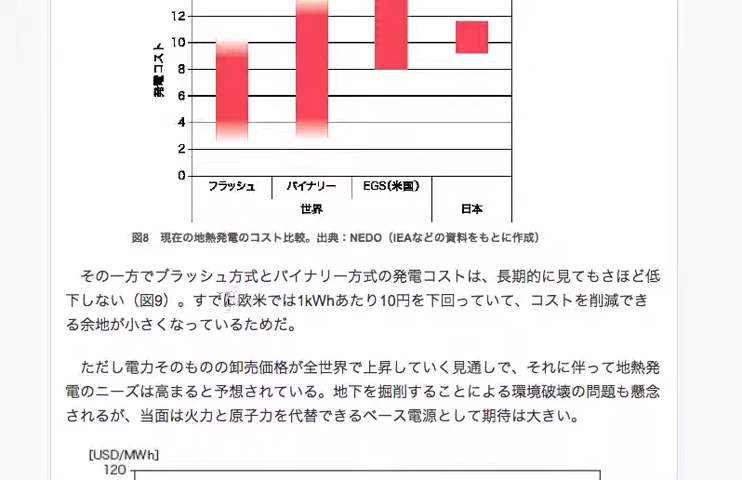 12
10
8
6
4
2
0
発電コスト
フラッシュ バイナリー EGS(米国)
世界 日本
図8 現在の地熱発電のコスト比較。出典：NEDO（IEAなどの資料をもとに作成）
その一方でフラッシュ方式とバイナリー方式の発電コストは、長期的に見てもさほど低
下しない（図9）。すでに欧米では1kWhあたり10円を下回っていて、コストを削減でき
る余地が小さくなっているためだ。
ただし電力そのものの卸売価格が全世界で上昇していく見通しで、それに伴って地熱発
電のニーズは高まると予想されている。地下を掘削することによる環境破壊の問題も懸念
されるが、当面は火力と原子力を代替できるベース電源として期待は大きい。
[USD/MWh]
120